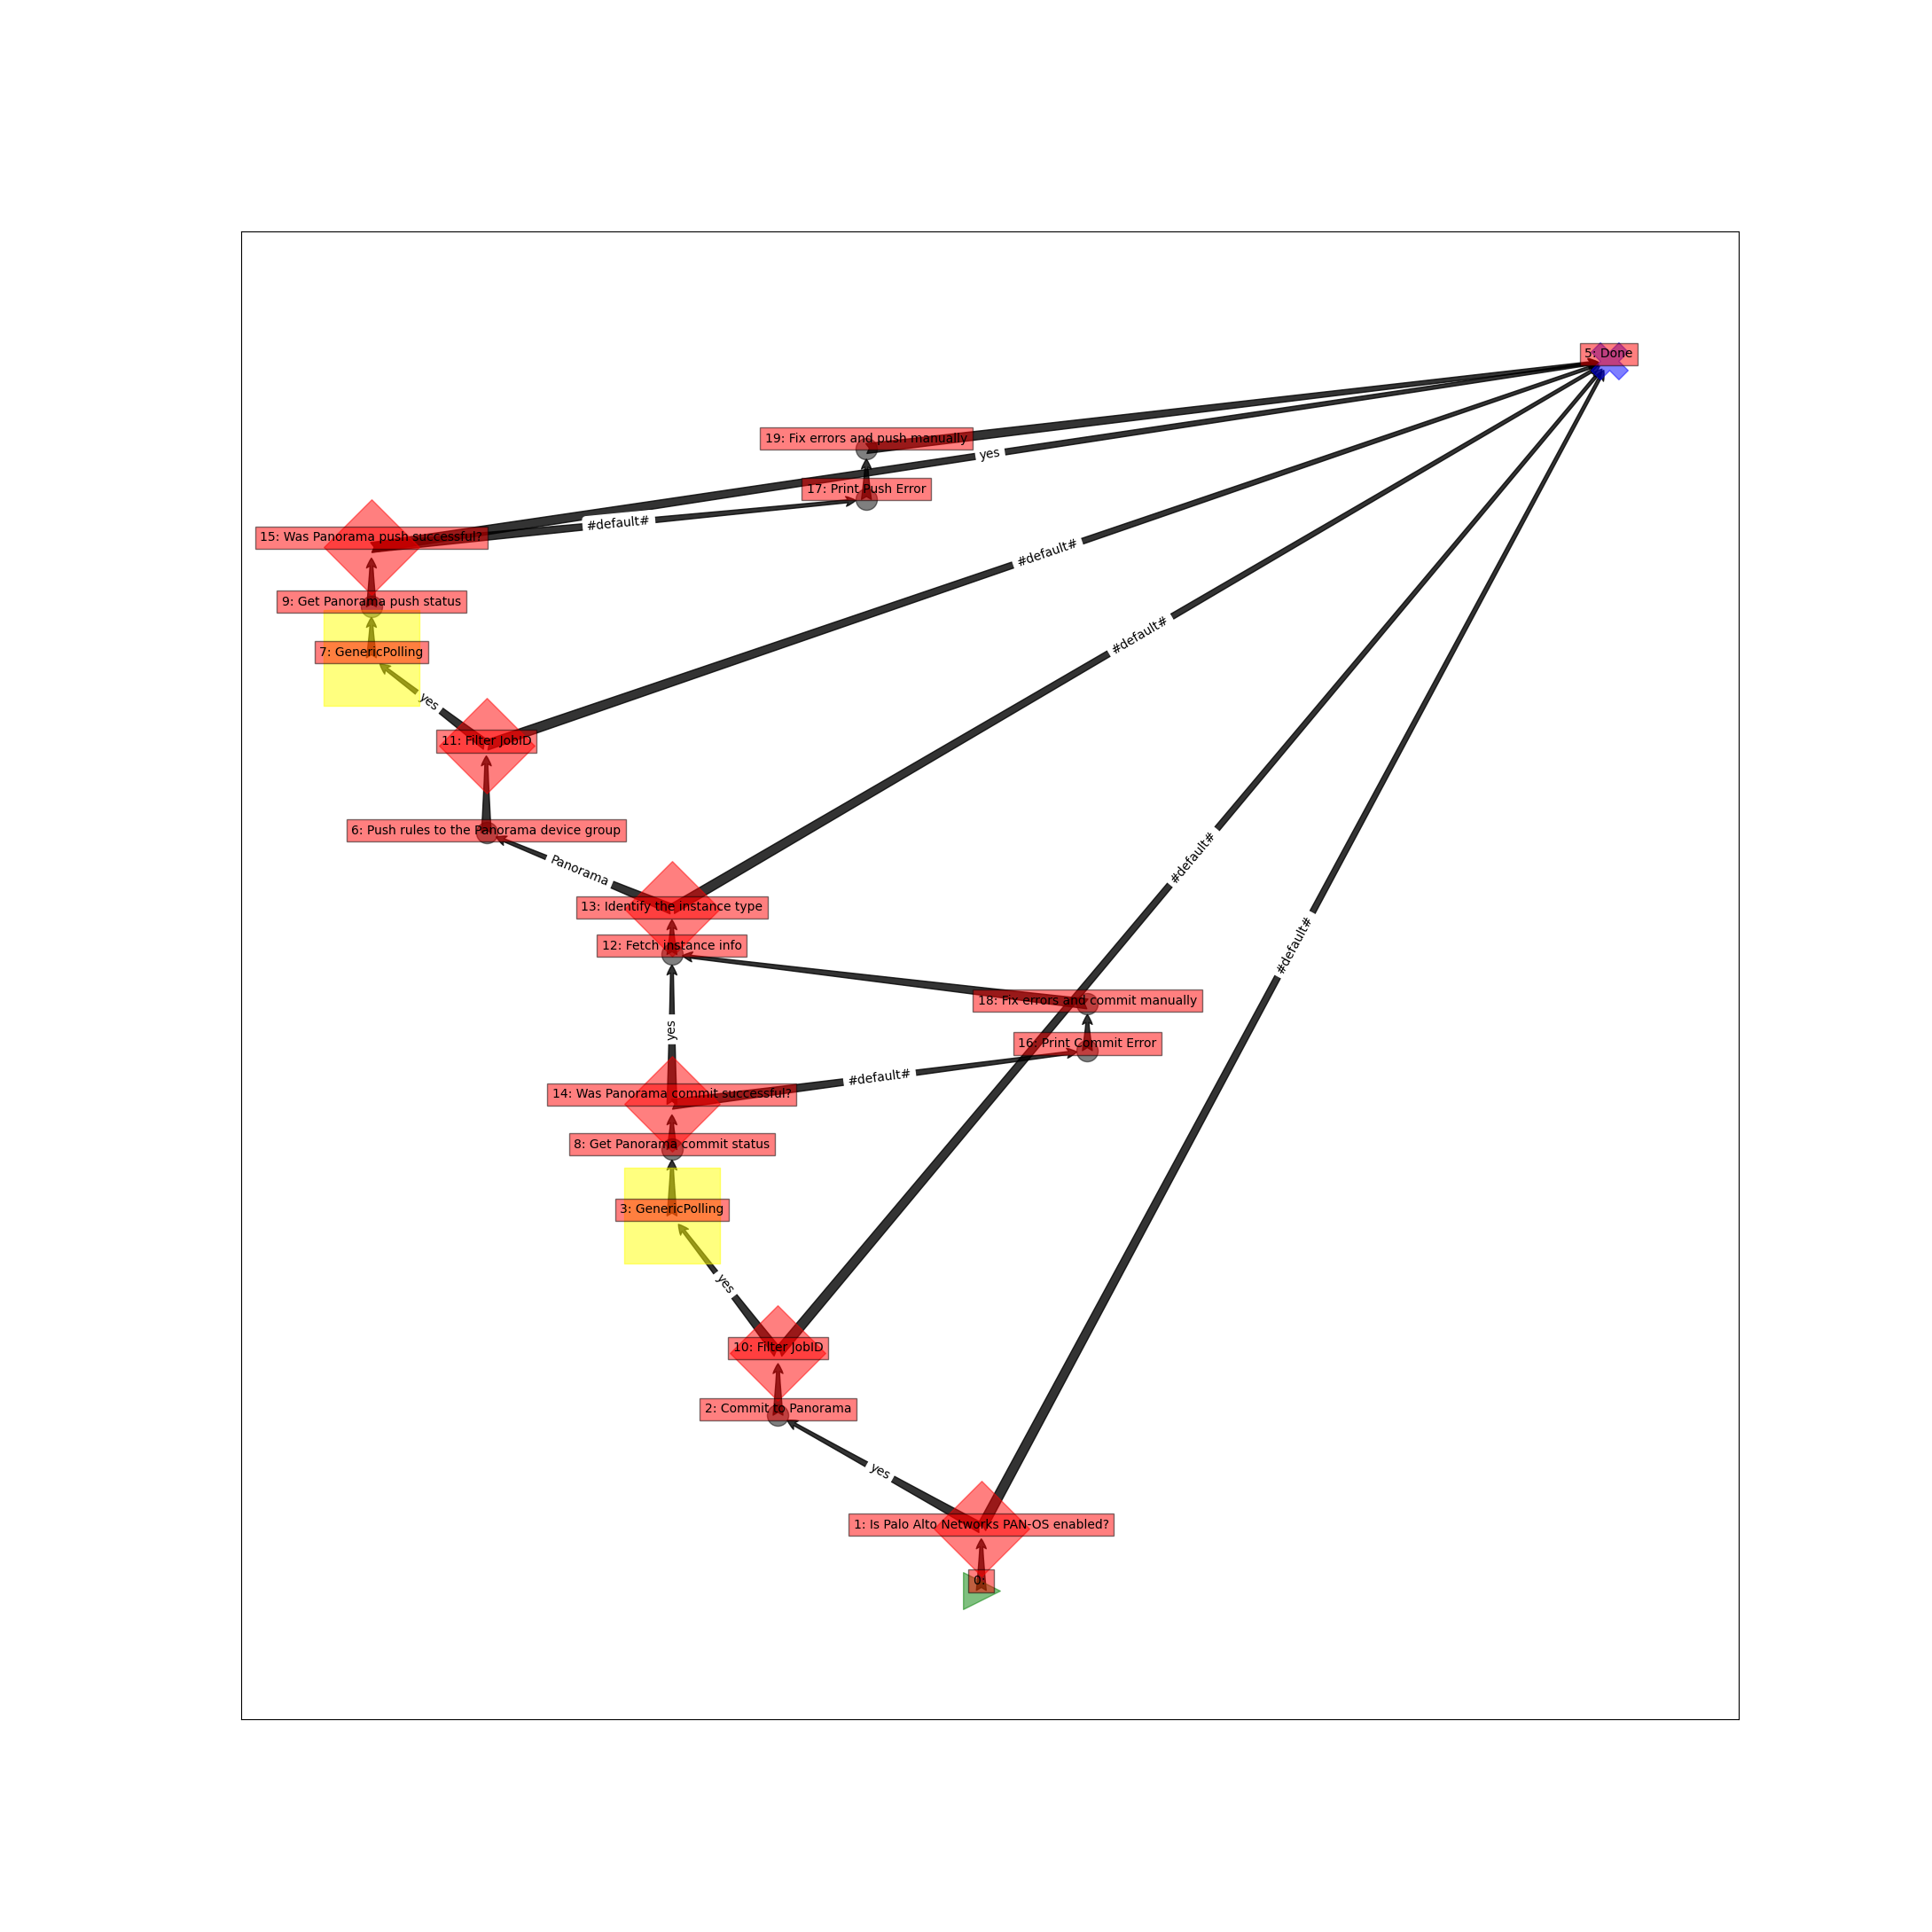 5: Done
19: Fix errors and push manually
yes
17: Print Push Error
#default#
15: Was Panorama push successful?
#default#
9: Get Panorama push status
#default#
7: GenericPolling
yes
11: Filter JobID
6: Push rules to the Panorama device group
#default#
Panorama
13: Identify the instance type
12: Fetch instance info
#default#
18: Fix errors and commit manually
yes
16: Print Commit Error
#default#
14: Was Panorama commit successful?
8: Get Panorama commit status
3: GenericPolling
yes
10: Filter JobID
2: Commit to Panorama
yes
1: Is Palo Alto Networks PAN-OS enabled?
0: